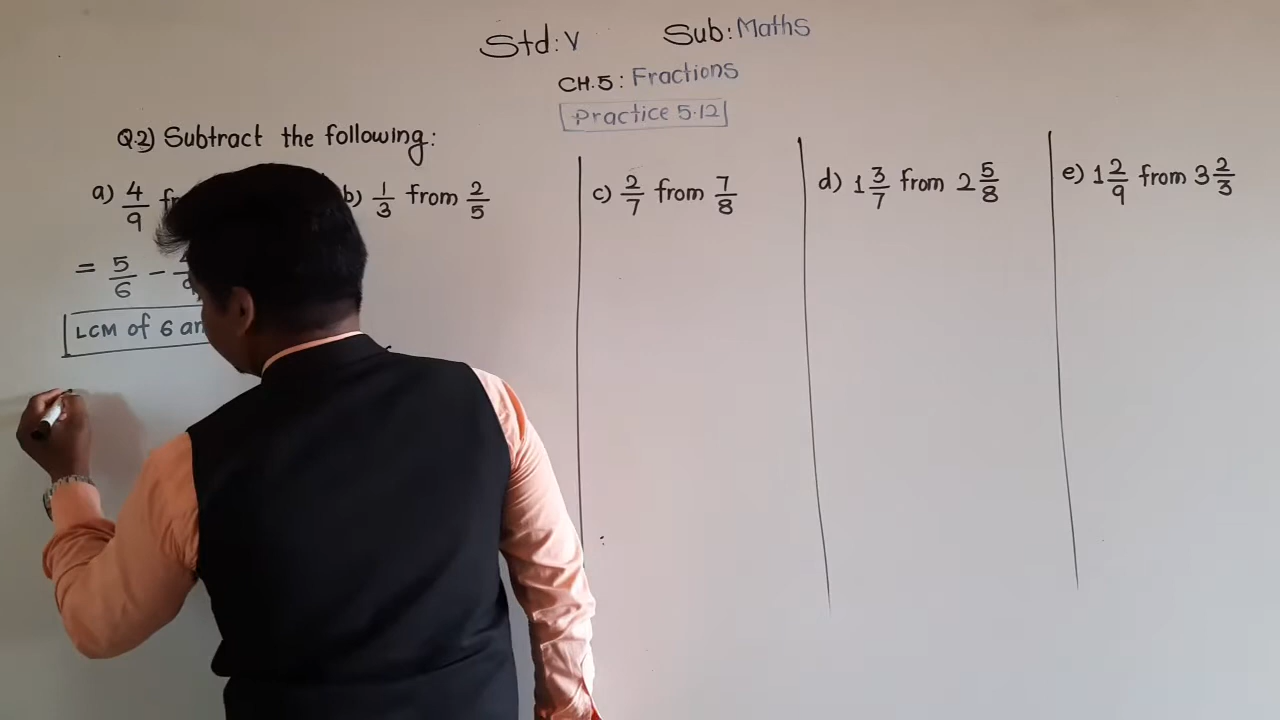 Std: V Sub: Maths
CH.5: Fractions
Practice 5.12
Q.2) Subtract the following:
a) 4/9
b) 1/3 from 2/5
c) 2/7 from 7/8
d) 1 3/7 from 2 5/8
e) 1 2/9 from 3 2/3
= 5/6 -
LCM of 6